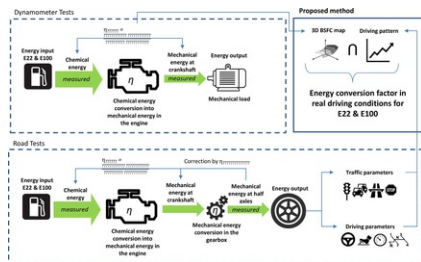 Dynamometer Tests
Proposed method
3D BSFC map
Driving pattern
Energy input
E22 & E100
Chemical
energy
measured
η
Chemical energy
conversion into
mechanical energy in
the engine
Mechanical
energy at
crankshaft
measured
Energy output
Mechanical load
∩
Energy conversion factor in
real driving conditions for
E22 & E100
Road Tests
Correction by
Energy input
E22 & E100
Chemical
energy
measured
η
Chemical energy
conversion into
mechanical energy in
the engine
Mechanical
energy at
crankshaft
η
Mechanical energy
conversion in the
gearbox
Mechanical
energy at half
axles
measured
Energy output
Traffic parameters
Driving parameters